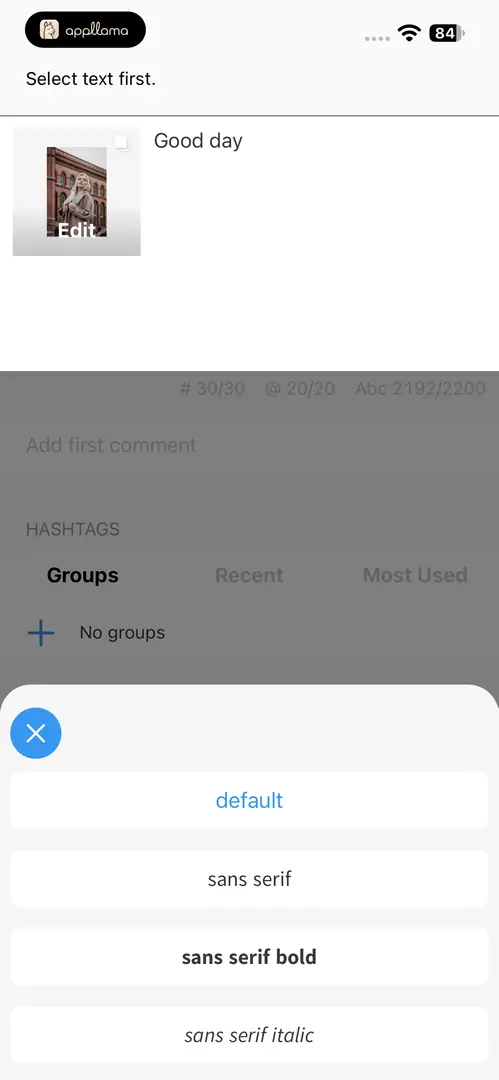 appllama
84
Select text first.
Good day
Edit
# 30/30 @ 20/20 Abc 2192/2200
Add first comment
HASHTAGS
Groups Recent Most Used
No groups
default
sans serif
sans serif bold
sans serif italic